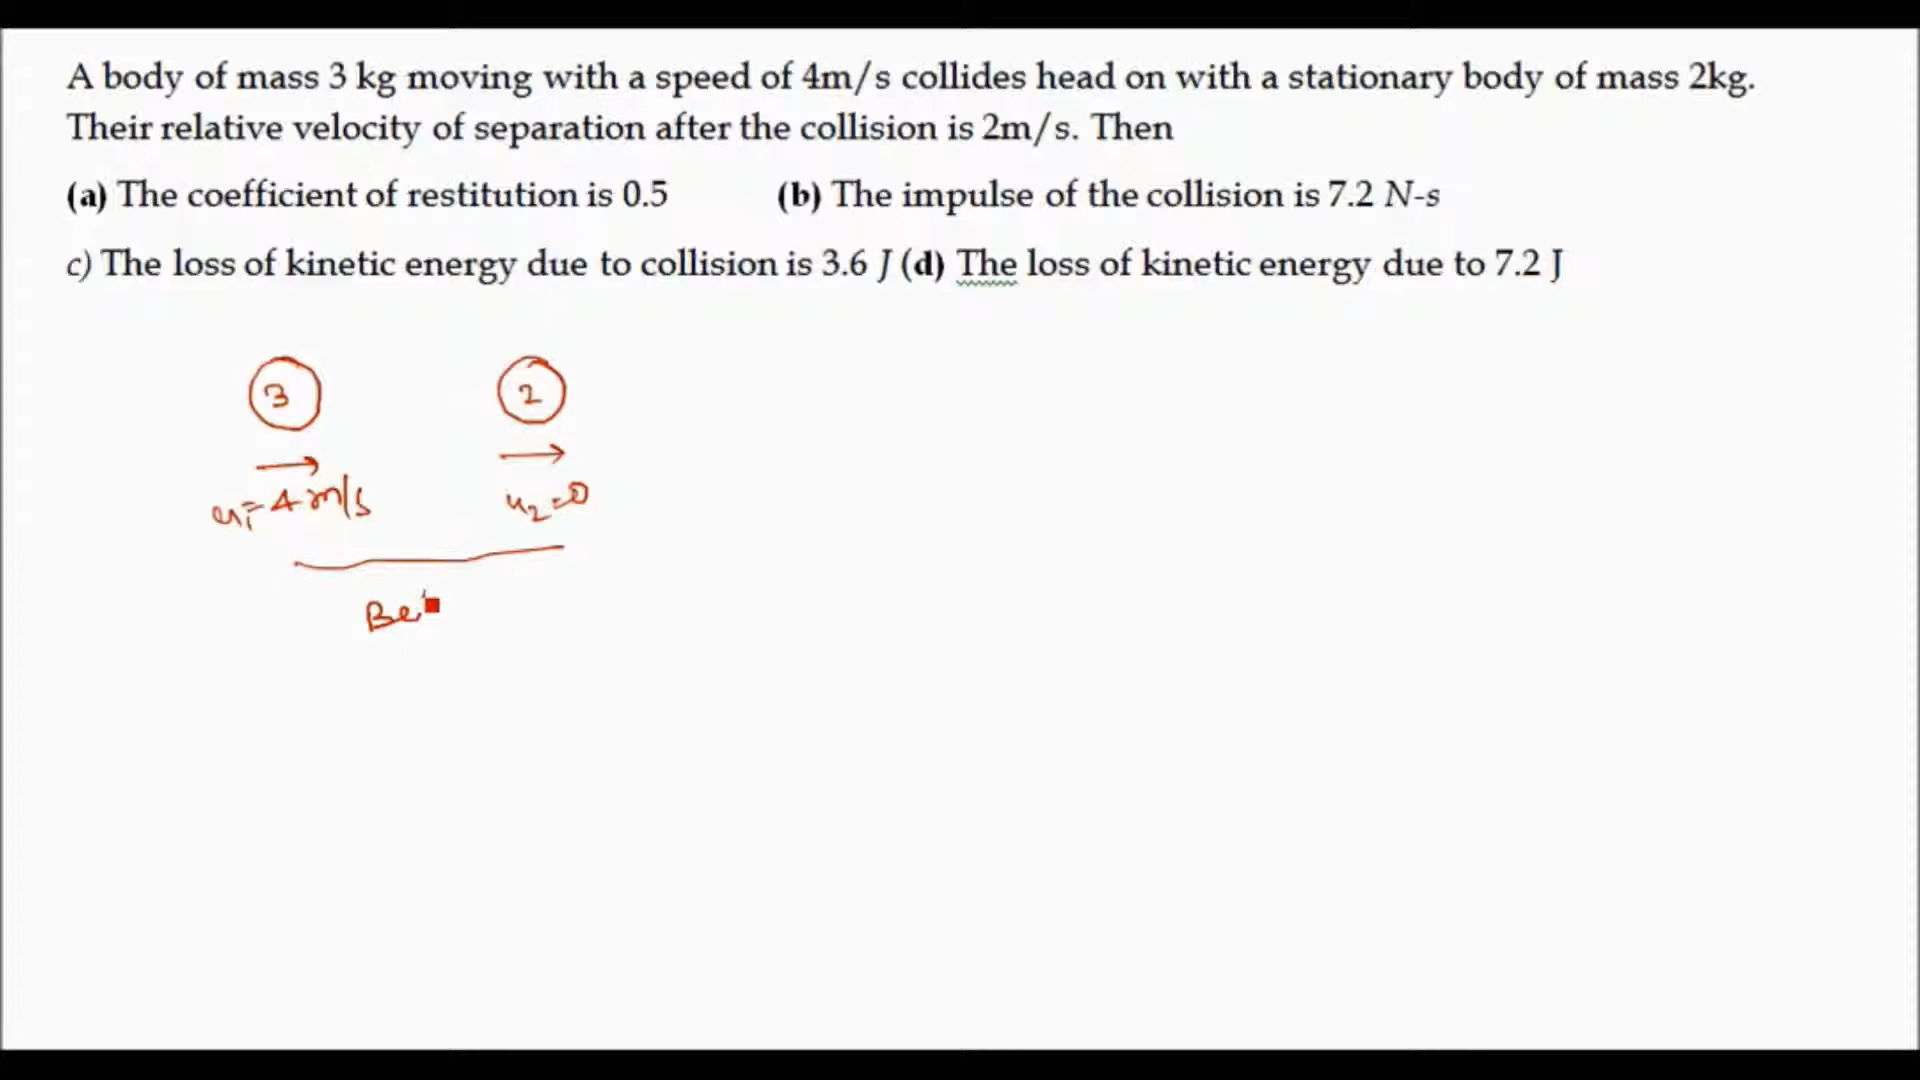 A body of mass 3 kg moving with a speed of 4m/s collides head on with a stationary body of mass 2kg.
Their relative velocity of separation after the collision is 2m/s. Then
(a) The coefficient of restitution is 0.5 (b) The impulse of the collision is 7.2 N-s
c) The loss of kinetic energy due to collision is 3.6 J (d) The loss of kinetic energy due to 7.2 J
3 2
u₁=4 m/s u₂=0
Be